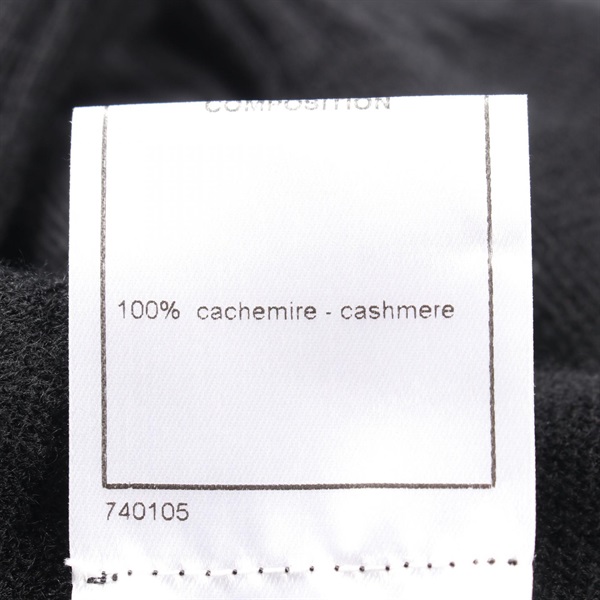 COMPOSITION
100% cachemire - cashmere
740105